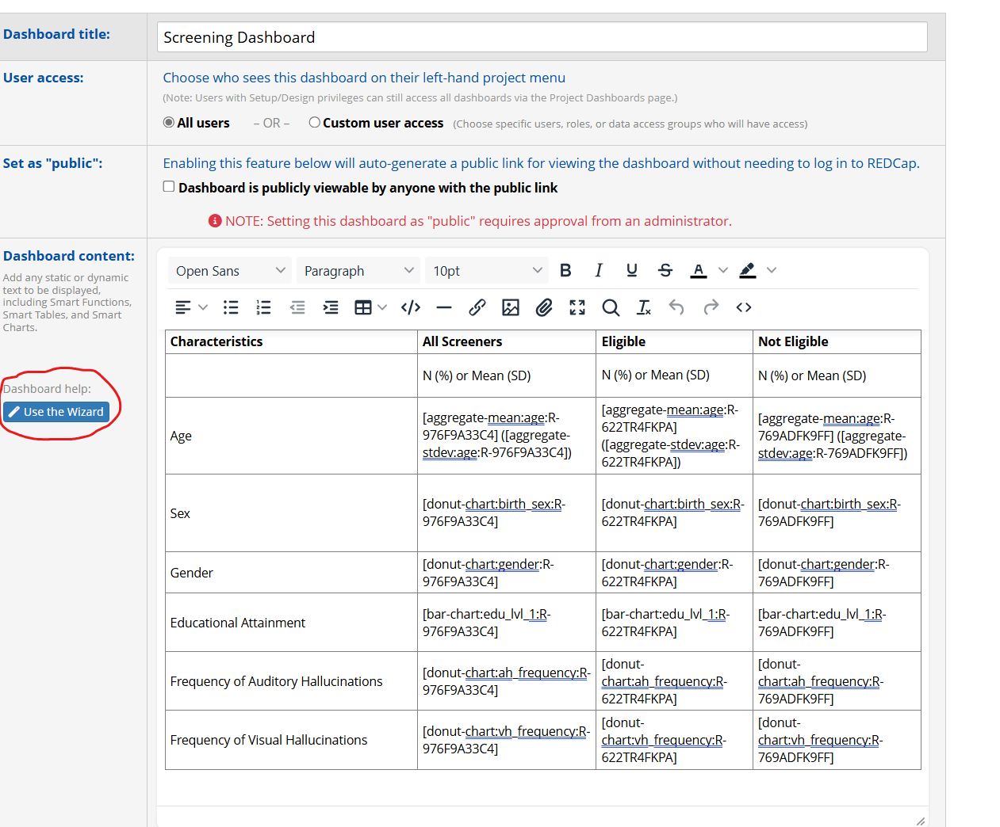 Dashboard title:
Screening Dashboard
User access:
Choose who sees this dashboard on their left-hand project menu
(Note: Users with Setup/Design privileges can still access all dashboards via the Project Dashboards page.)
All users – OR – Custom user access (Choose specific users, roles, or data access groups who will have access)
Set as "public":
Enabling this feature below will auto-generate a public link for viewing the dashboard without needing to log in to REDCap.
Dashboard is publicly viewable by anyone with the public link
NOTE: Setting this dashboard as "public" requires approval from an administrator.
Dashboard content:
Add any static or dynamic
text to be displayed,
including Smart Functions,
Smart Tables, and Smart
Charts.
Dashboard help:
Use the Wizard
Open Sans Paragraph 10pt
Characteristics All Screeners Eligible Not Eligible
N (%) or Mean (SD) N (%) or Mean (SD) N (%) or Mean (SD)
Age
[aggregate-mean:age:R-
976F9A33C4] ([aggregate-
stdev:age:R-976F9A33C4])
[aggregate-mean:age:R-
622TR4FKPA]
([aggregate-stdev:age:R-
622TR4FKPA])
[aggregate-mean:age:R-
769ADFK9FF] ([aggregate-
stdev:age:R-769ADFK9FF])
Sex
[donut-chart:birth_sex:R-
976F9A33C4]
[donut-chart:birth_sex:R-
622TR4FKPA]
[donut-chart:birth_sex:R-
769ADFK9FF]
Gender
[donut-chart:gender:R-
976F9A33C4]
[donut-chart:gender:R-
622TR4FKPA]
[donut-chart:gender:R-
769ADFK9FF]
Educational Attainment
[bar-chart:edu_lvl_1:R-
976F9A33C4]
[bar-chart:edu_lvl_1:R-
622TR4FKPA]
[bar-chart:edu_lvl_1:R-
769ADFK9FF]
Frequency of Auditory Hallucinations
[donut-chart:ah_frequency:R-
976F9A33C4]
[donut-
chart:ah_frequency:R-
622TR4FKPA]
[donut-
chart:ah_frequency:R-
769ADFK9FF]
Frequency of Visual Hallucinations
[donut-chart:vh_frequency:R-
976F9A33C4]
[donut-
chart:vh_frequency:R-
622TR4FKPA]
[donut-
chart:vh_frequency:R-
769ADFK9FF]